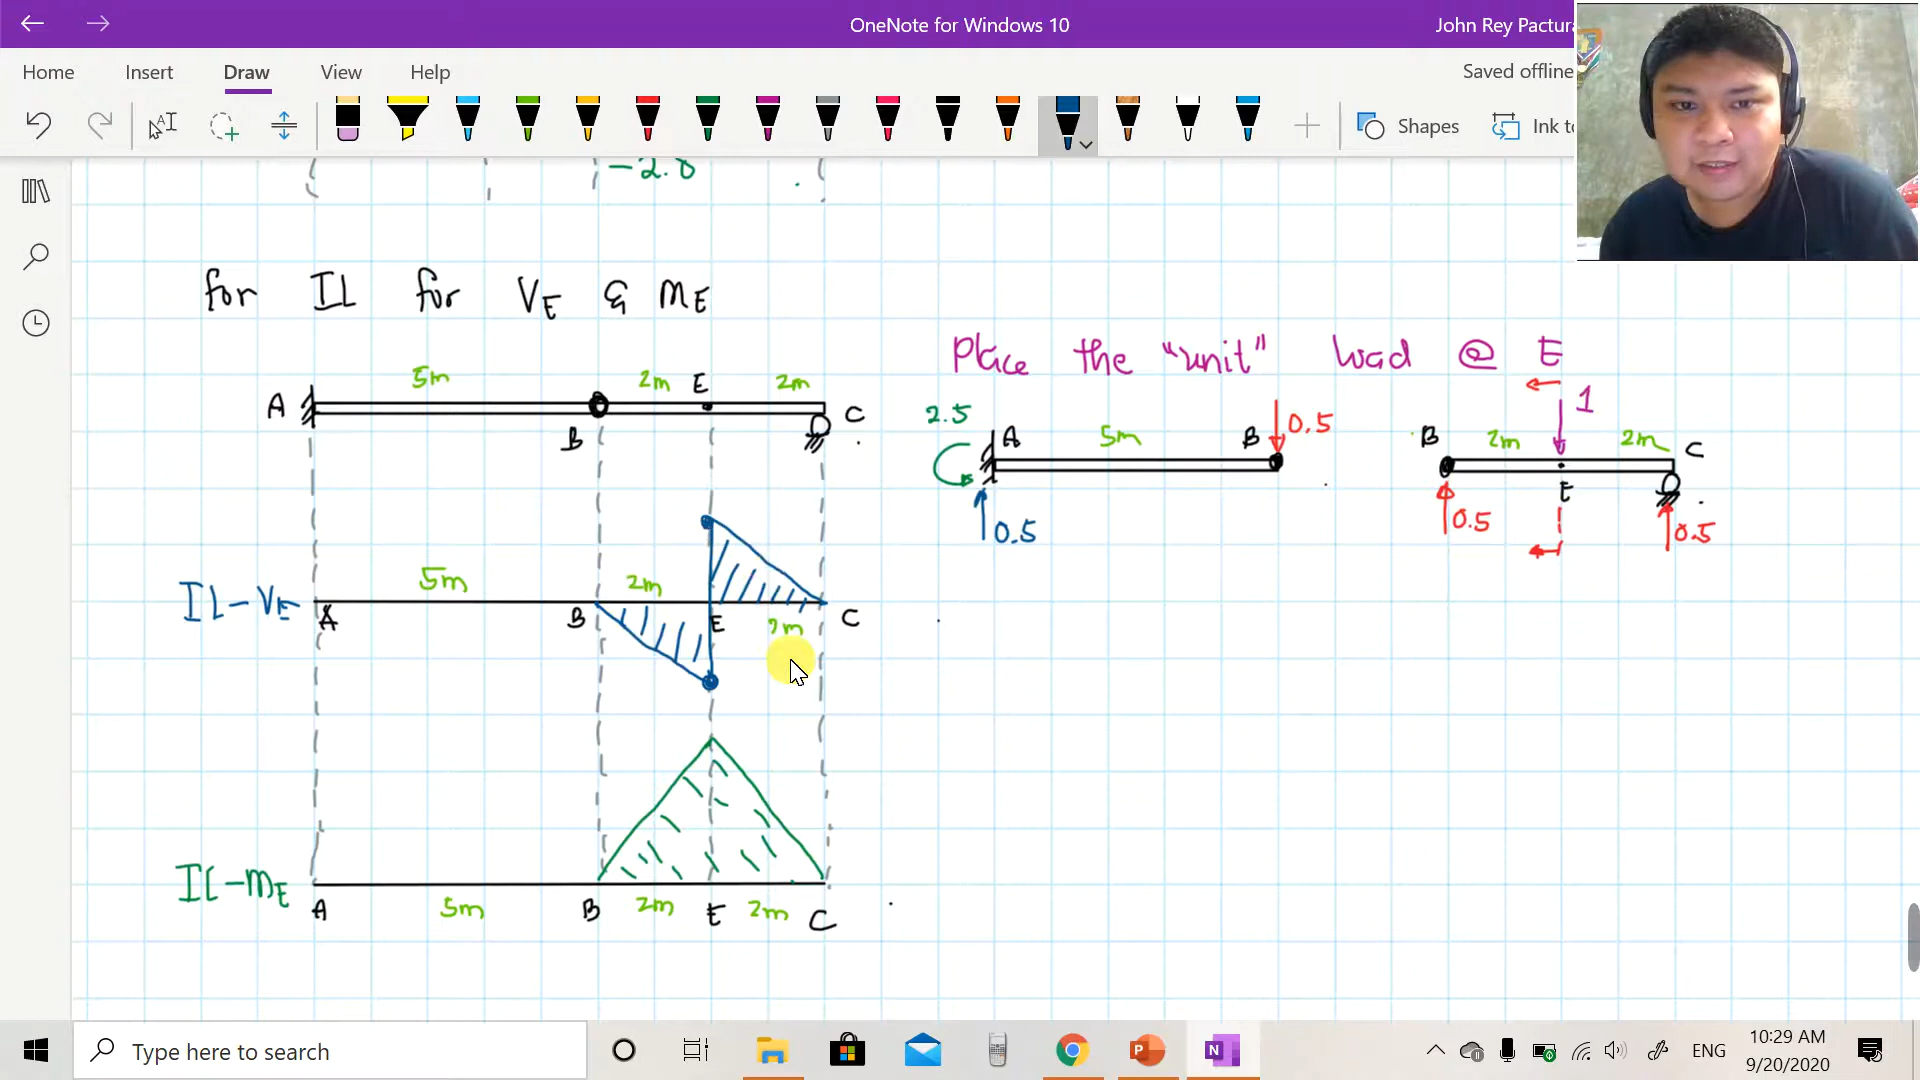 OneNote for Windows 10
John Rey Pactura
Home
Insert
Draw
View
Help
Saved offline
Shapes
Ink to
-2.0
for IL for VE & ME
Place the "unit" load @ E
A
5m
B
2m
E
2m
C
2.5
A
5m
B
0.5
0.5
B
2m
1
E
2m
C
0.5
0.5
IL-VE
A
5m
B
2m
E
2m
C
IL-ME
A
5m
B
2m
E
2m
C
Type here to search
ENG
10:29 AM
9/20/2020